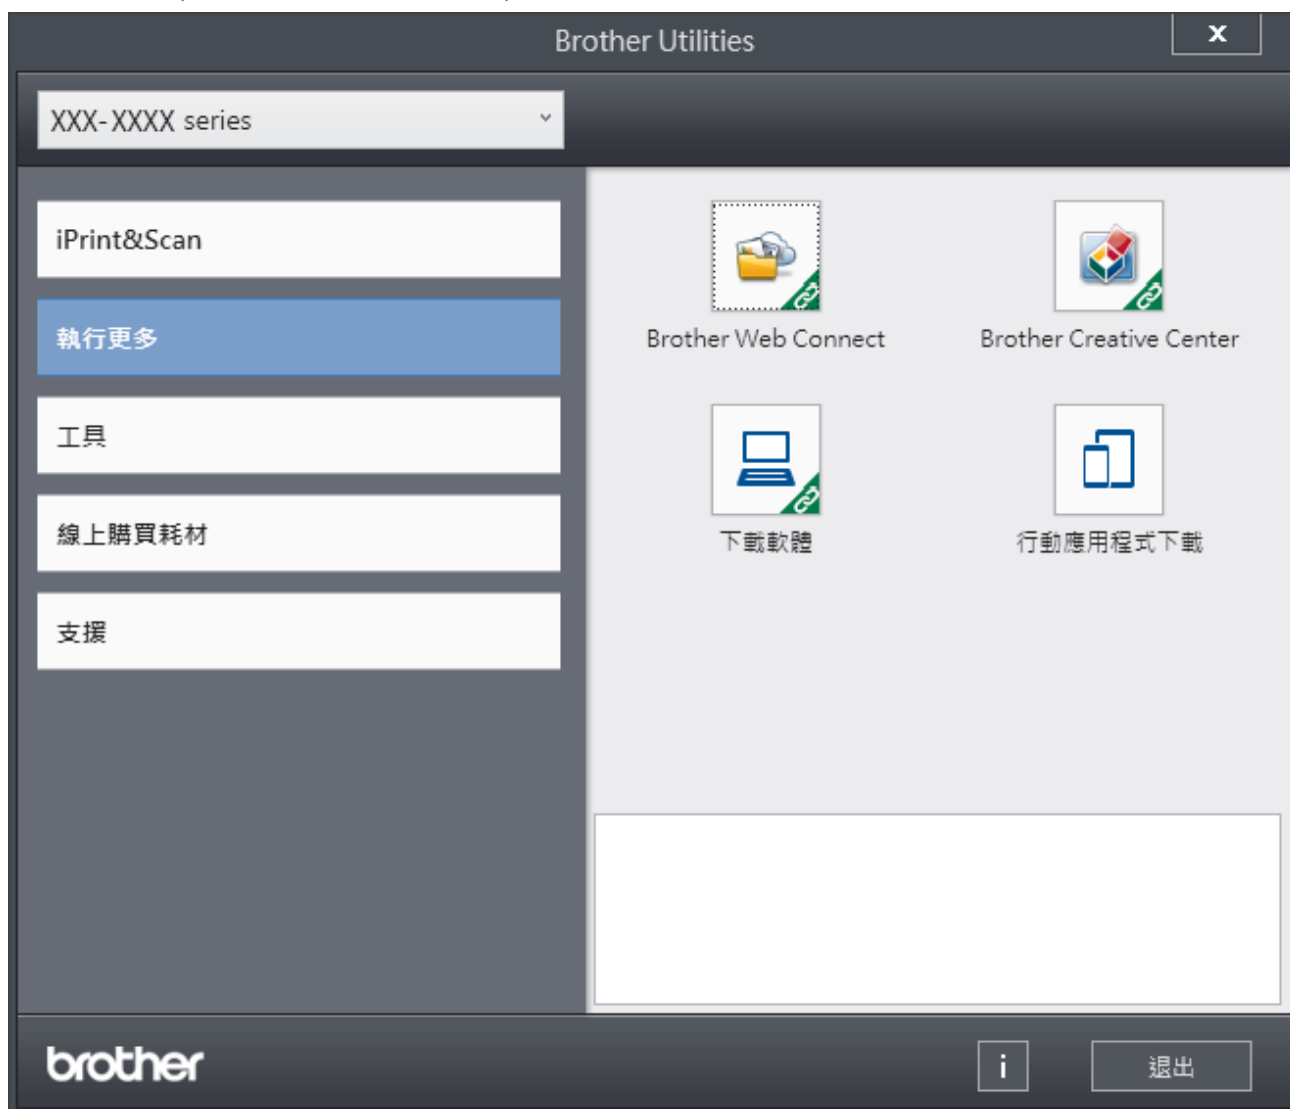 Brother Utilities
x
XXX-XXXX series
iPrint&Scan
執行更多
工具
線上購買耗材
支援
Brother Web Connect
Brother Creative Center
下載軟體
行動應用程式下載
brother
i
退出